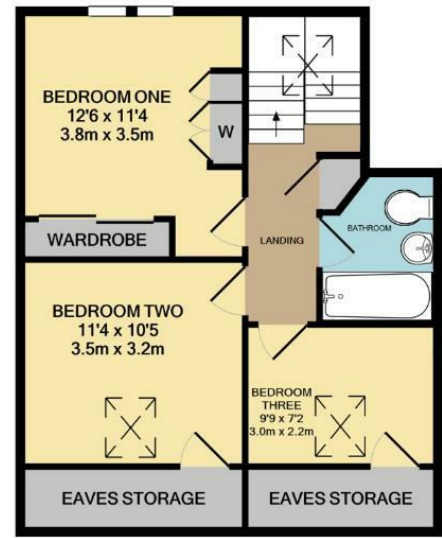 BEDROOM ONE
12'6 x 11'4
3.8m x 3.5m
W
WARDROBE
LANDING
BATHROOM
BEDROOM TWO
11'4 x 10'5
3.5m x 3.2m
BEDROOM
THREE
9'9 x 7'2
3.0m x 2.2m
EAVES STORAGE
EAVES STORAGE